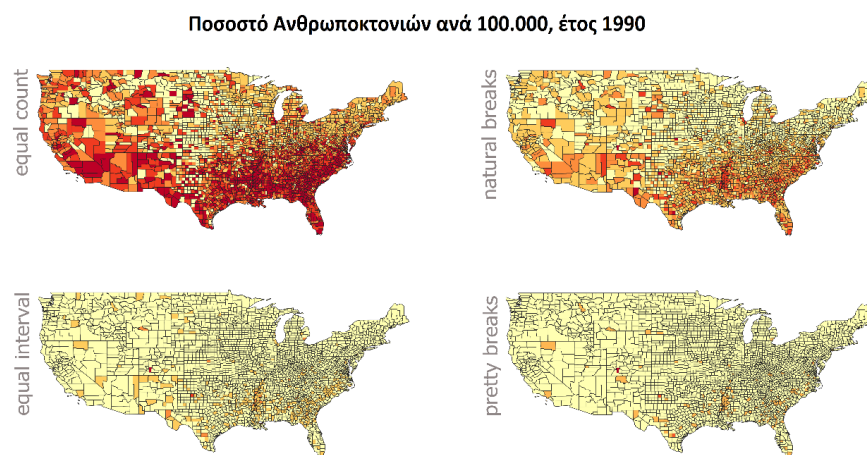 Ποσοστό Ανθρωποκτονιών ανά 100.000, έτος 1990
equal count
natural breaks
equal interval
pretty breaks